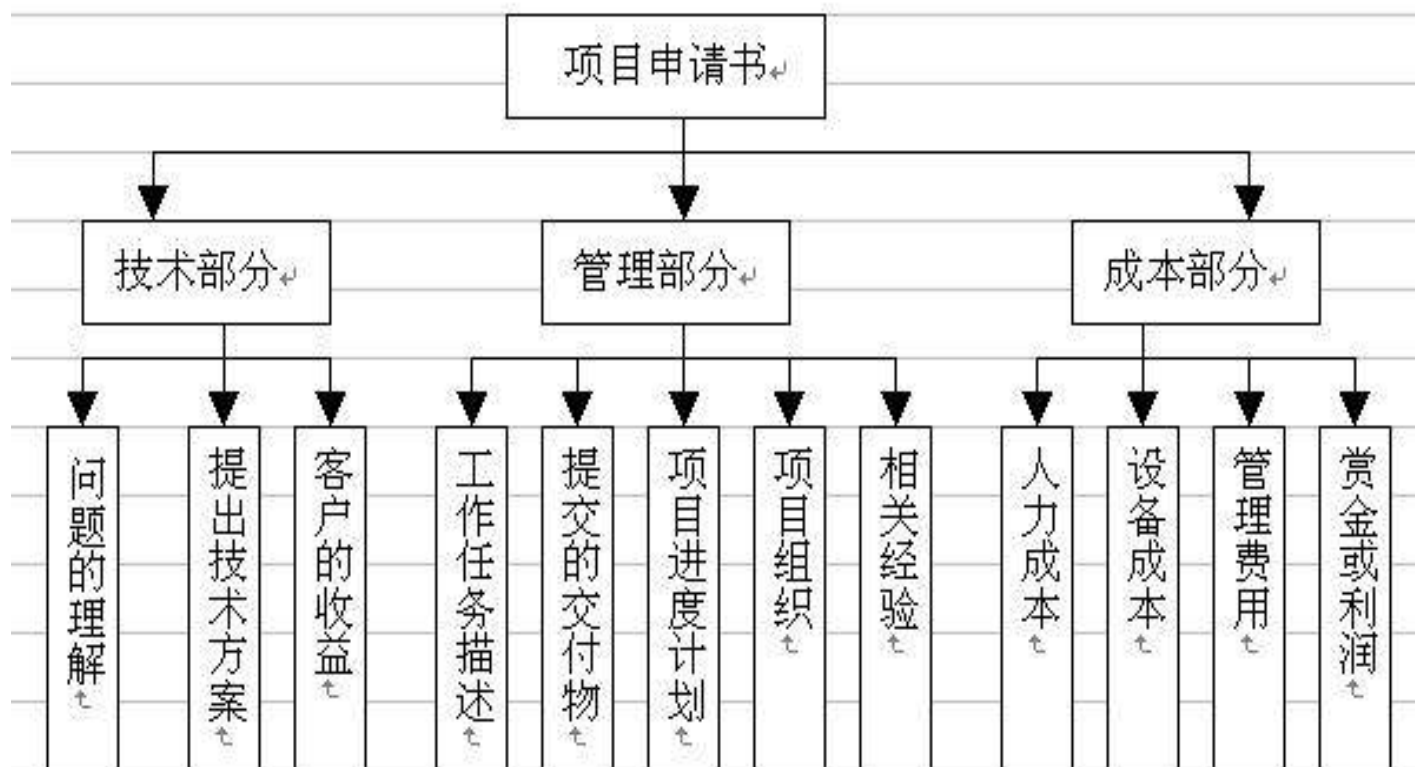 项目申请书
技术部分
管理部分
成本部分
问题的理解
提出技术方案
客户的收益
工作任务描述
提交的交付物
项目进度计划
项目组织
相关经验
人力成本
设备成本
管理费用
赏金或利润